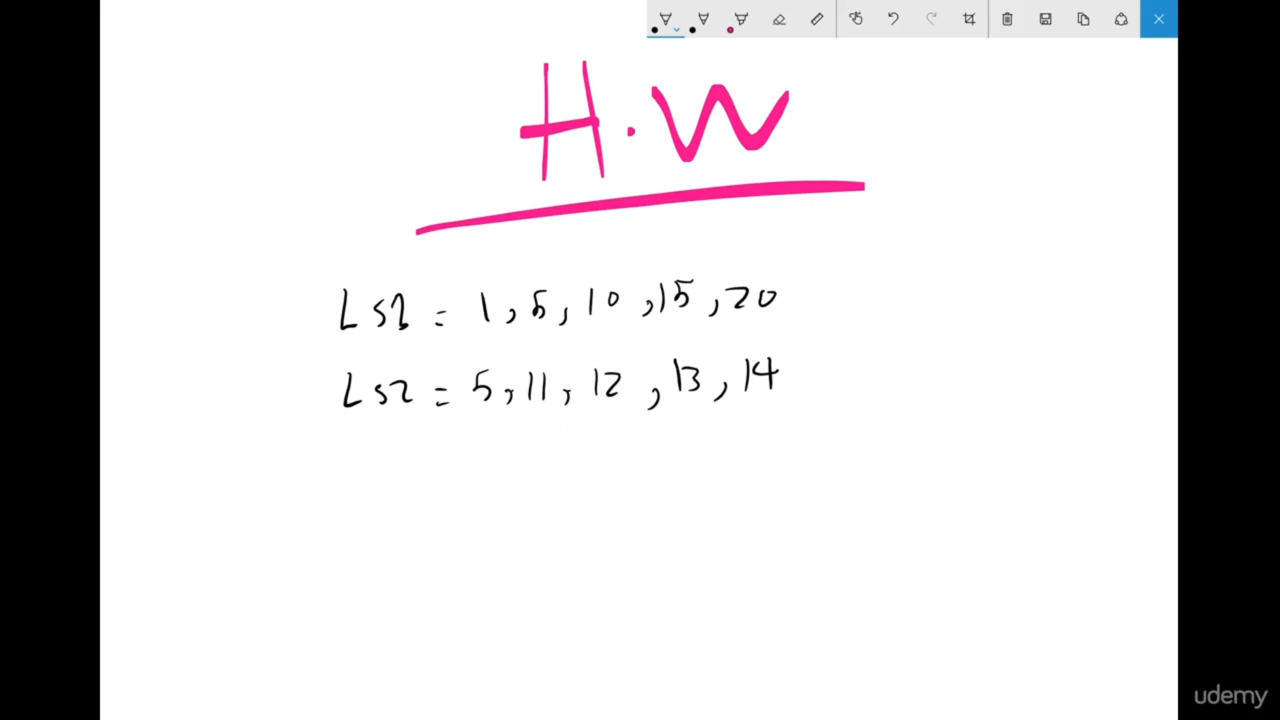 H.W
LS1 = 1, 5, 10, 15, 20
LS2 = 5, 11, 12, 13, 14
udemy